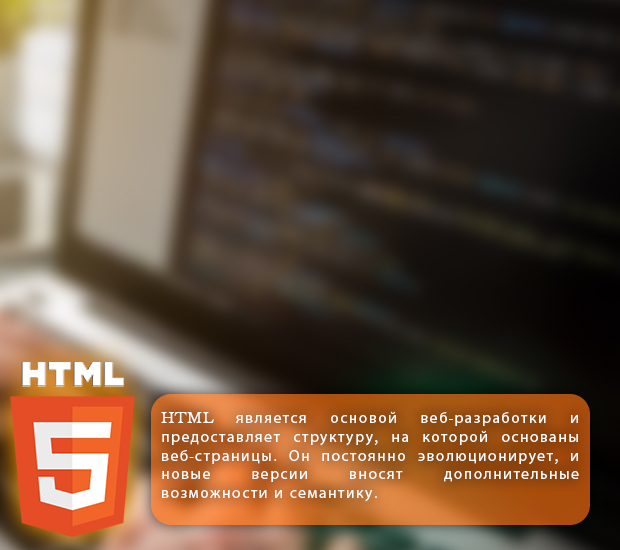 HTML
5
HTML является основой веб-разработки и
предоставляет структуру, на которой основаны
веб-страницы. Он постоянно эволюционирует, и
новые версии вносят дополнительные
возможности и семантику.